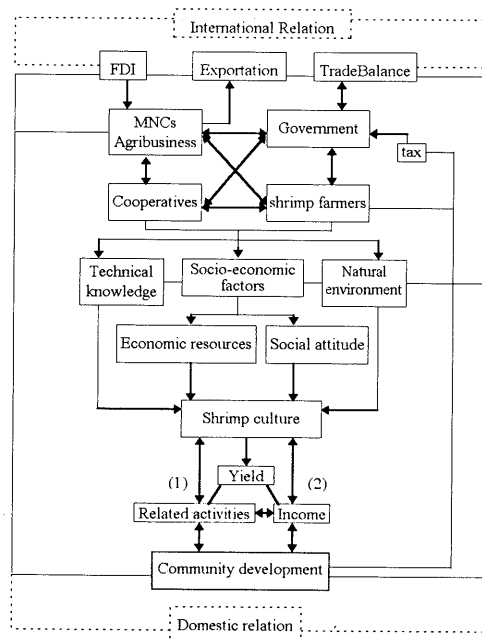 International Relation
FDI
Exportation
TradeBalance
MNCs
Agribusiness
Government
tax
Cooperatives
shrimp farmers
Technical
knowledge
Socio-economic
factors
Natural
environment
Economic resources
Social attitude
Shrimp culture
(1)
Yield
(2)
Related activities
Income
Community development
Domestic relation